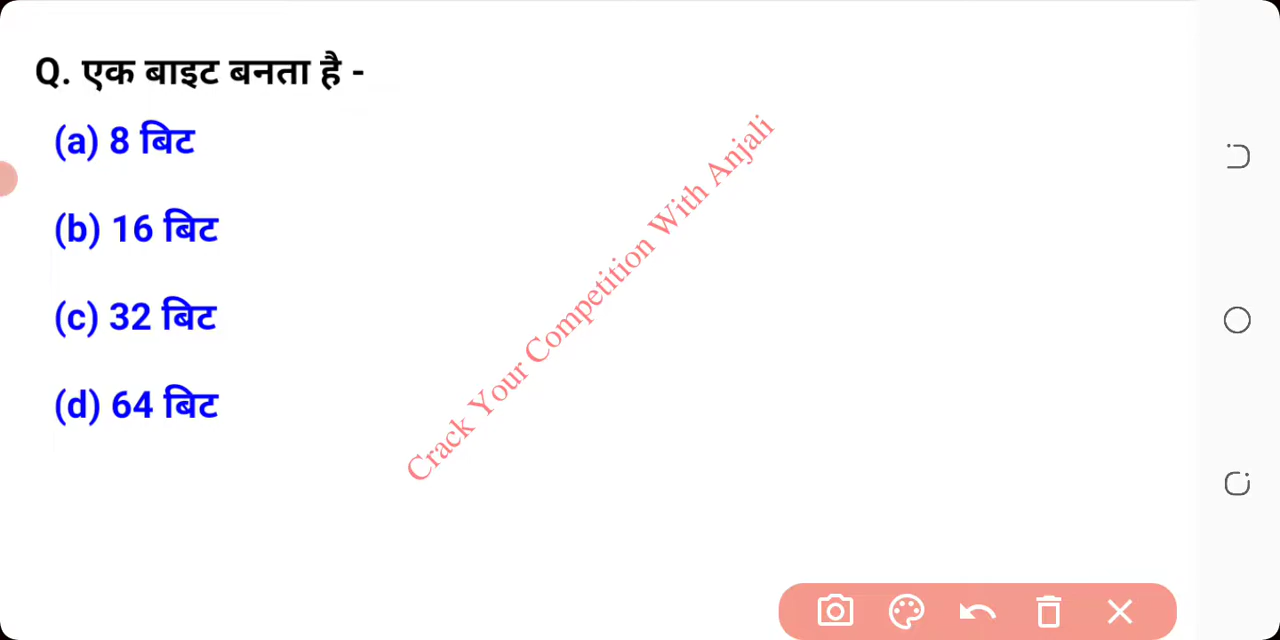 Q. एक बाइट बनता है -
(a) 8 बिट
(b) 16 बिट
(c) 32 बिट
(d) 64 बिट
Crack Your Competition With Anjali